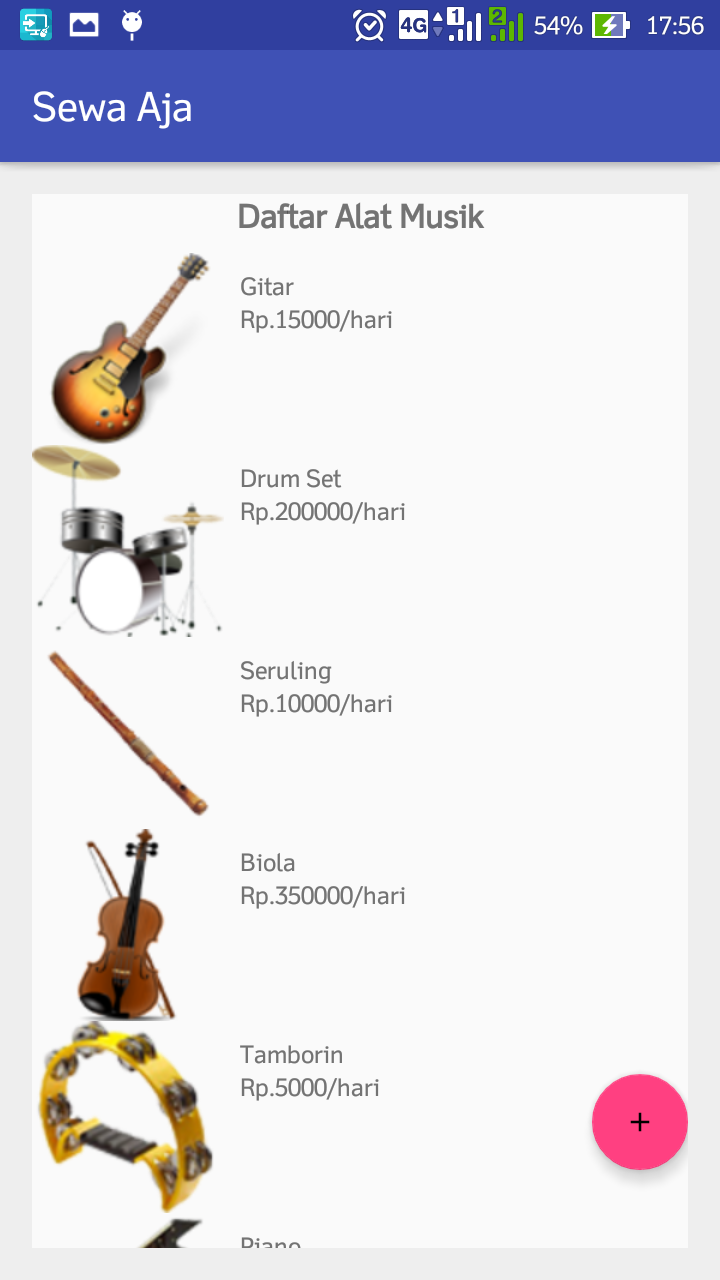 4G 1 2 54% 17:56
Sewa Aja
Daftar Alat Musik
Gitar
Rp.15000/hari
Drum Set
Rp.200000/hari
Seruling
Rp.10000/hari
Biola
Rp.350000/hari
Tamborin
Rp.5000/hari
+
Piano